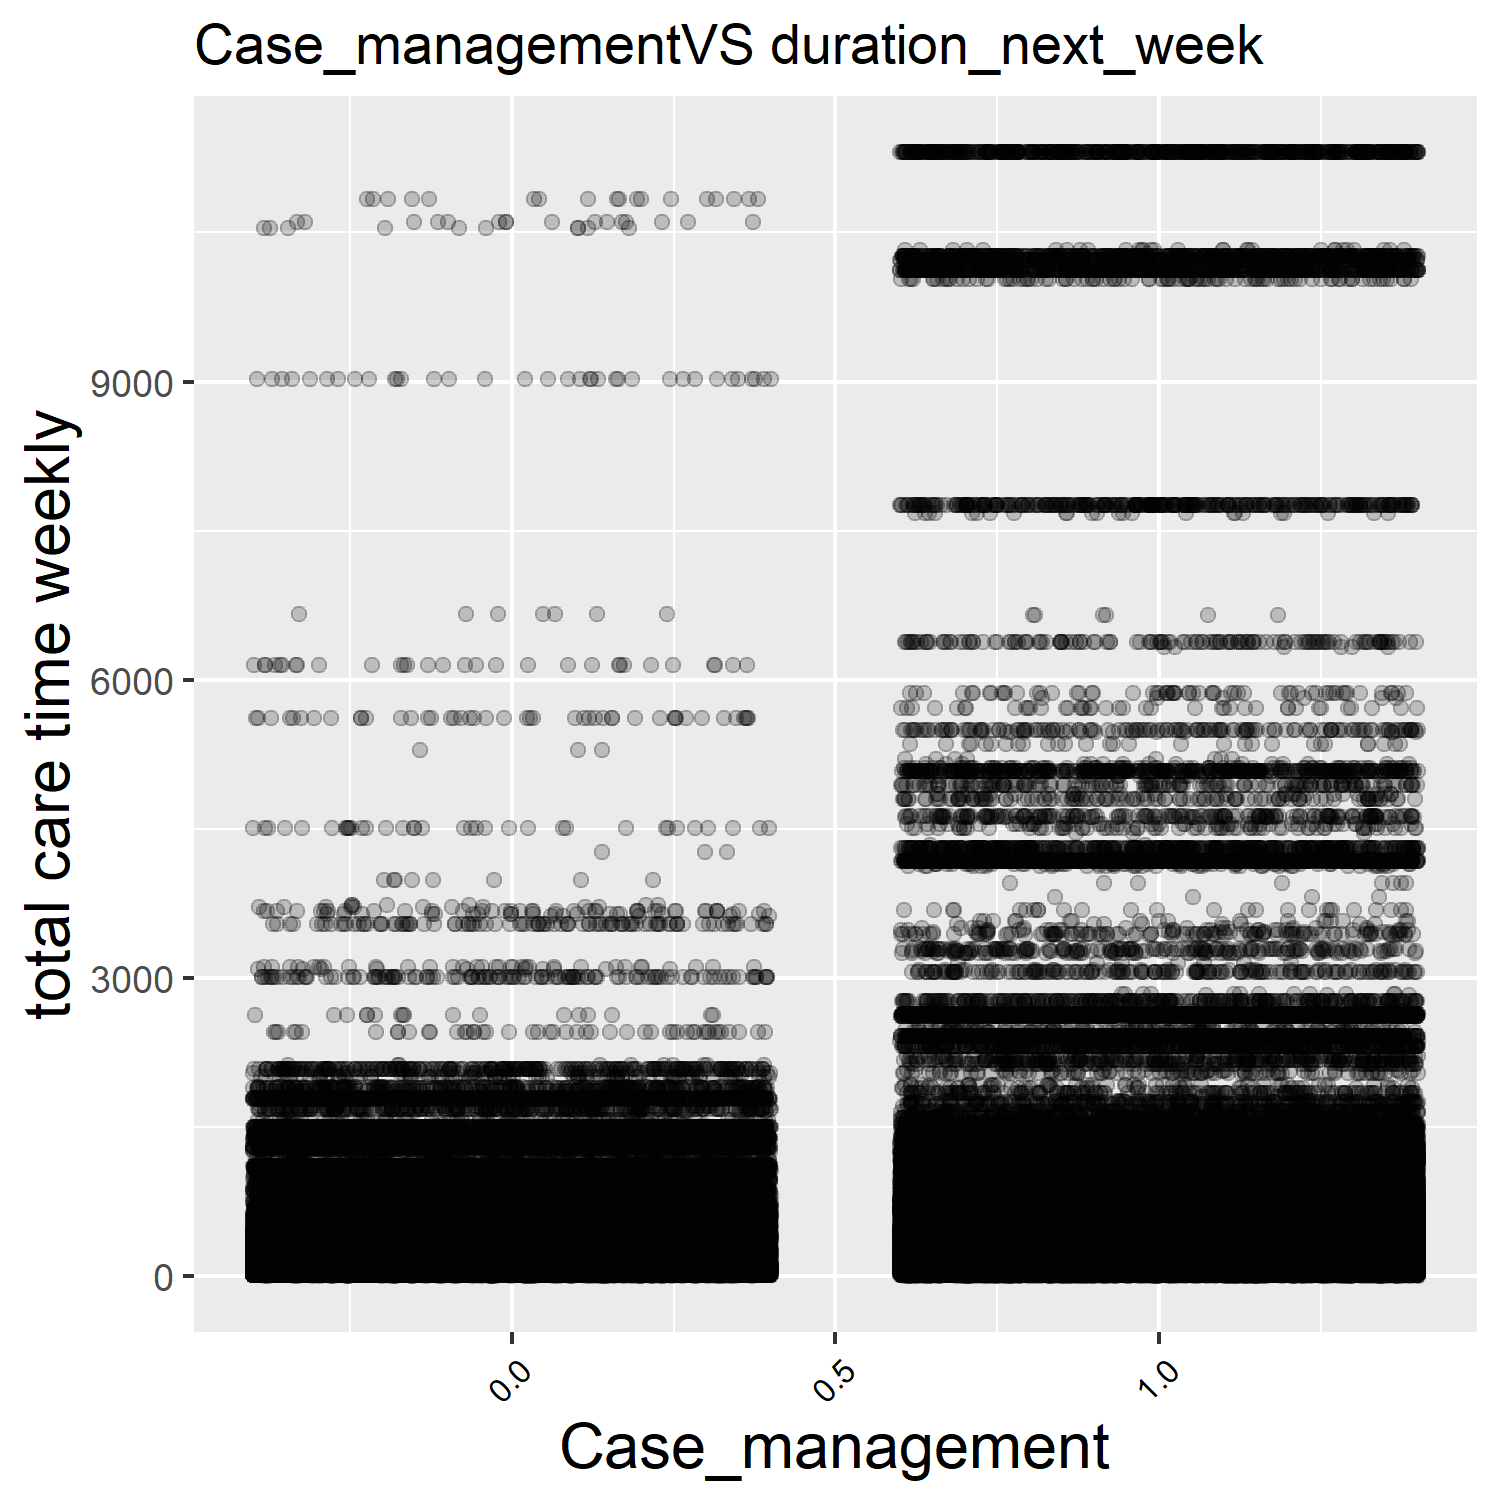 Case_managementVS duration_next_week
total care time weekly
9000
6000
3000
0
0.0
0.5
1.0
Case_management